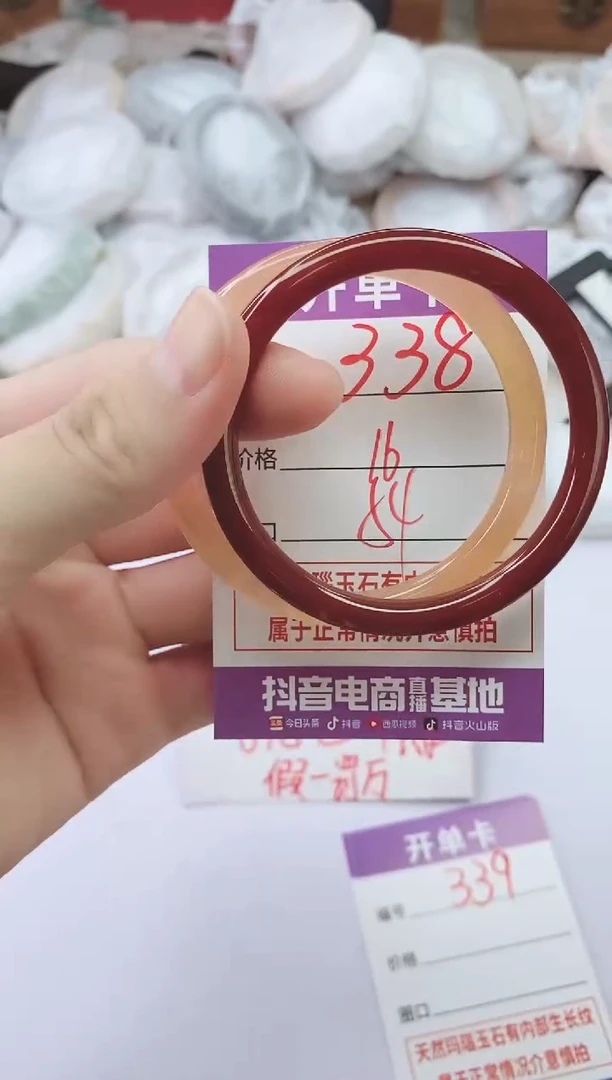 开单卡
338
价格 16
口 84
瑙玉石有
属于正常情况介意慎拍
抖音电商直播基地
今日头条 抖音 西瓜视频 抖音火山版
假一罚万
开单卡
编号 339
价格
圈口
天然玛瑙玉石有内部生长纹
属于正常情况介意慎拍